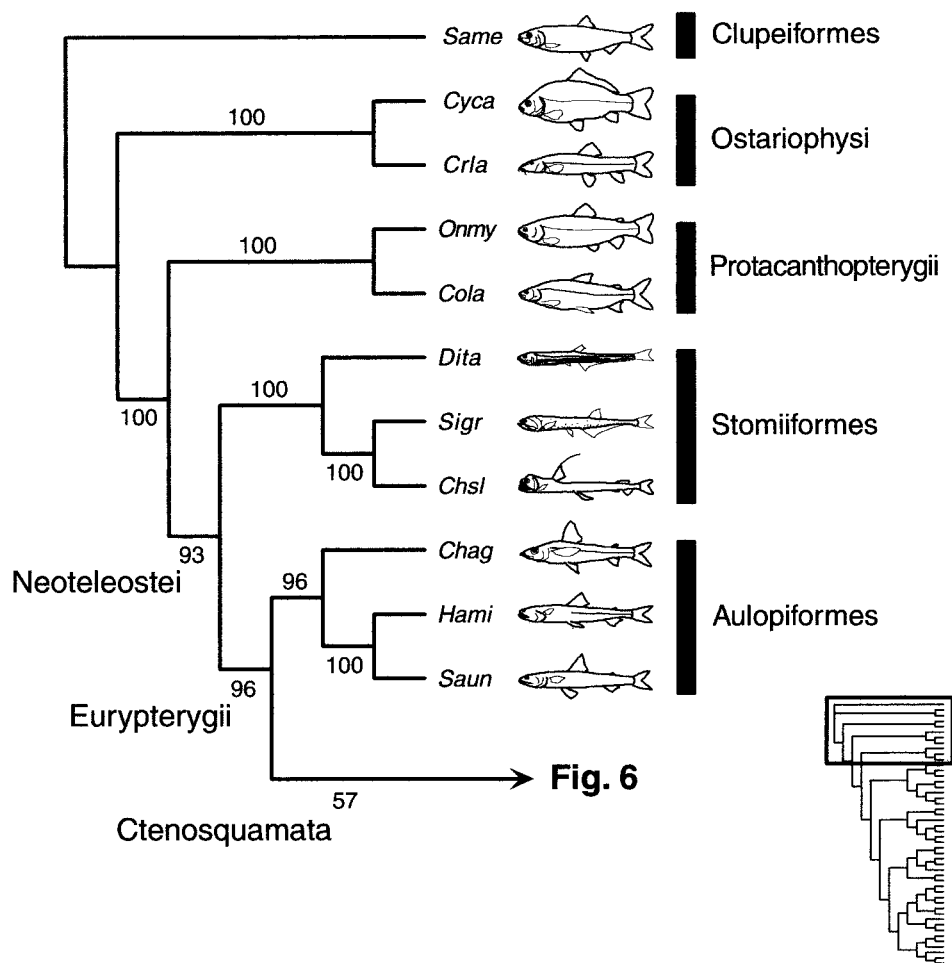 Same
Clupeiformes
Cyca
100
Ostariophysi
Crla
Onmy
100
Protacanthopterygii
Cola
Dita
100
Sigr
Stomiiformes
100
100
Chsl
Chag
93
Neoteleostei
96
Hami
Aulopiformes
100
Saun
96
Eurypterygii
Fig. 6
57
Ctenosquamata